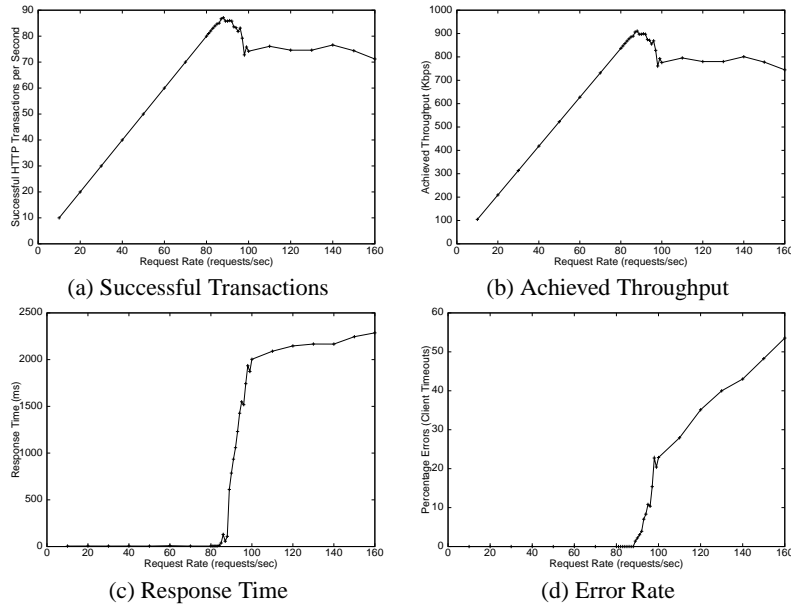 Successful HTTP Transactions per Second
90
80
70
60
50
40
30
20
10
0
0 20 40 60 80 100 120 140 160
Request Rate (requests/sec)
(a) Successful Transactions
Achieved Throughput (Kbps)
1000
900
800
700
600
500
400
300
200
100
0
0 20 40 60 80 100 120 140 160
Request Rate (requests/sec)
(b) Achieved Throughput
Response Time (ms)
2500
2000
1500
1000
500
0
0 20 40 60 80 100 120 140 160
Request Rate (requests/sec)
(c) Response Time
Percentage Errors (Client Timeouts)
60
50
40
30
20
10
0
0 20 40 60 80 100 120 140 160
Request Rate (requests/sec)
(d) Error Rate